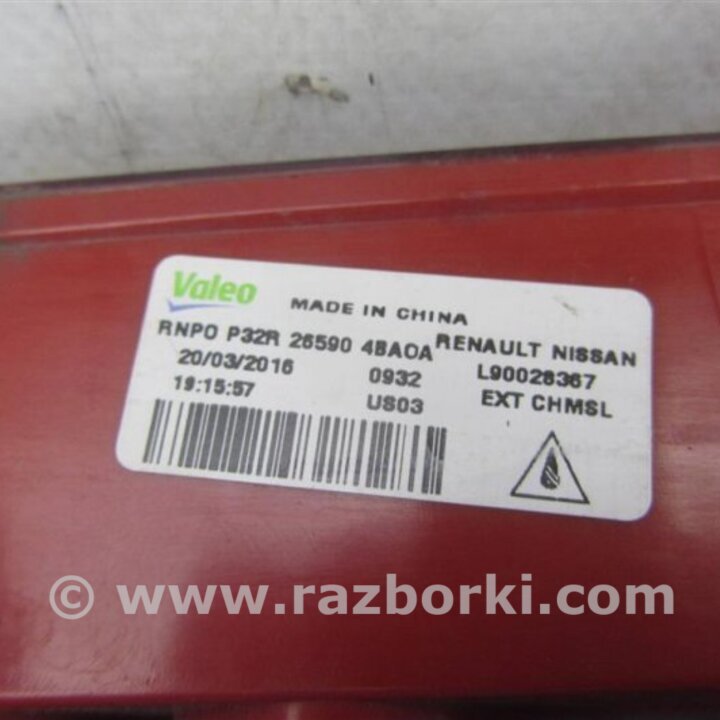 Valeo
MADE IN CHINA
RNPO P32R 26590 4BA0A RENAULT NISSAN
20/03/2016 0932 L90028367
19:15:57 US03 EXT CHMSL
© www.razborki.com